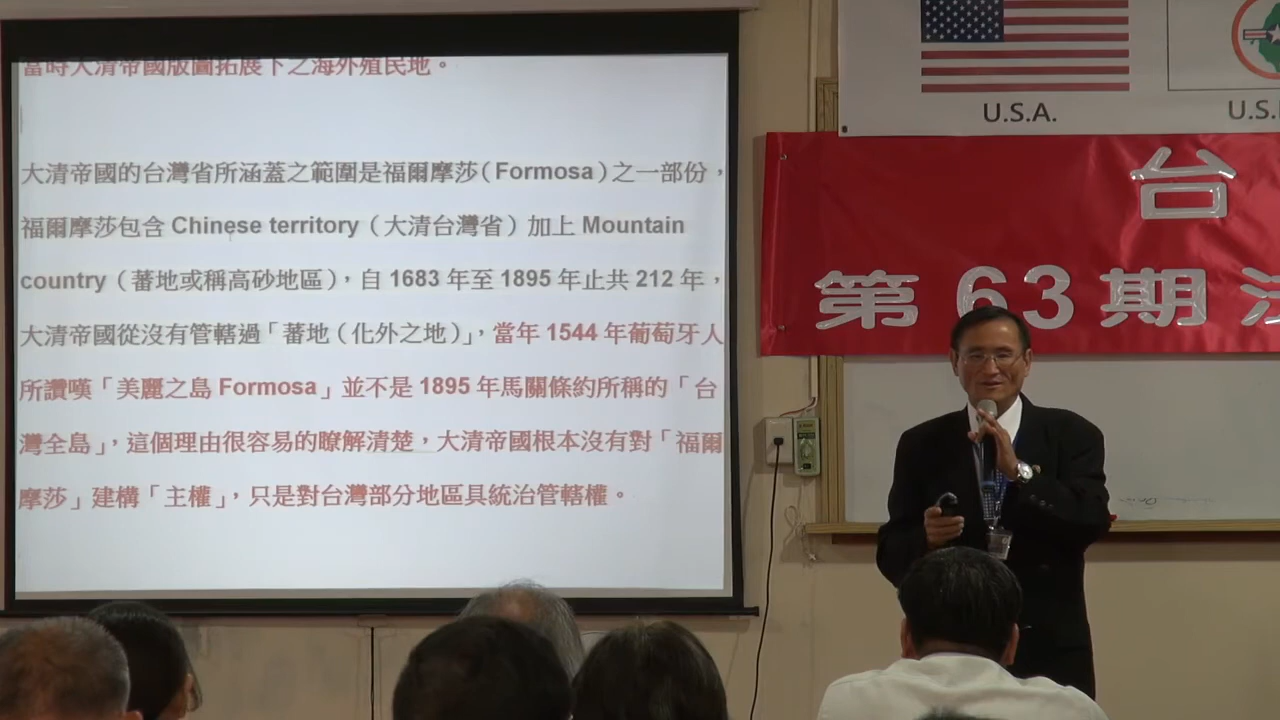 當時大清帝國版圖拓展下之海外殖民地。
大清帝國的台灣省所涵蓋之範圍是福爾摩莎（Formosa）之一部份，
福爾摩莎包含 Chinese territory（大清台灣省）加上 Mountain
country（蕃地或稱高砂地區），自 1683 年至 1895 年止共 212 年，
大清帝國從沒有管轄過「蕃地（化外之地）」，當年 1544 年葡萄牙人
所讚嘆「美麗之島 Formosa」並不是 1895 年馬關條約所稱的「台
灣全島」，這個理由很容易的瞭解清楚，大清帝國根本沒有對「福爾
摩莎」建構「主權」，只是對台灣部分地區具統治管轄權。
U.S.A.
U.S.
台
第63期